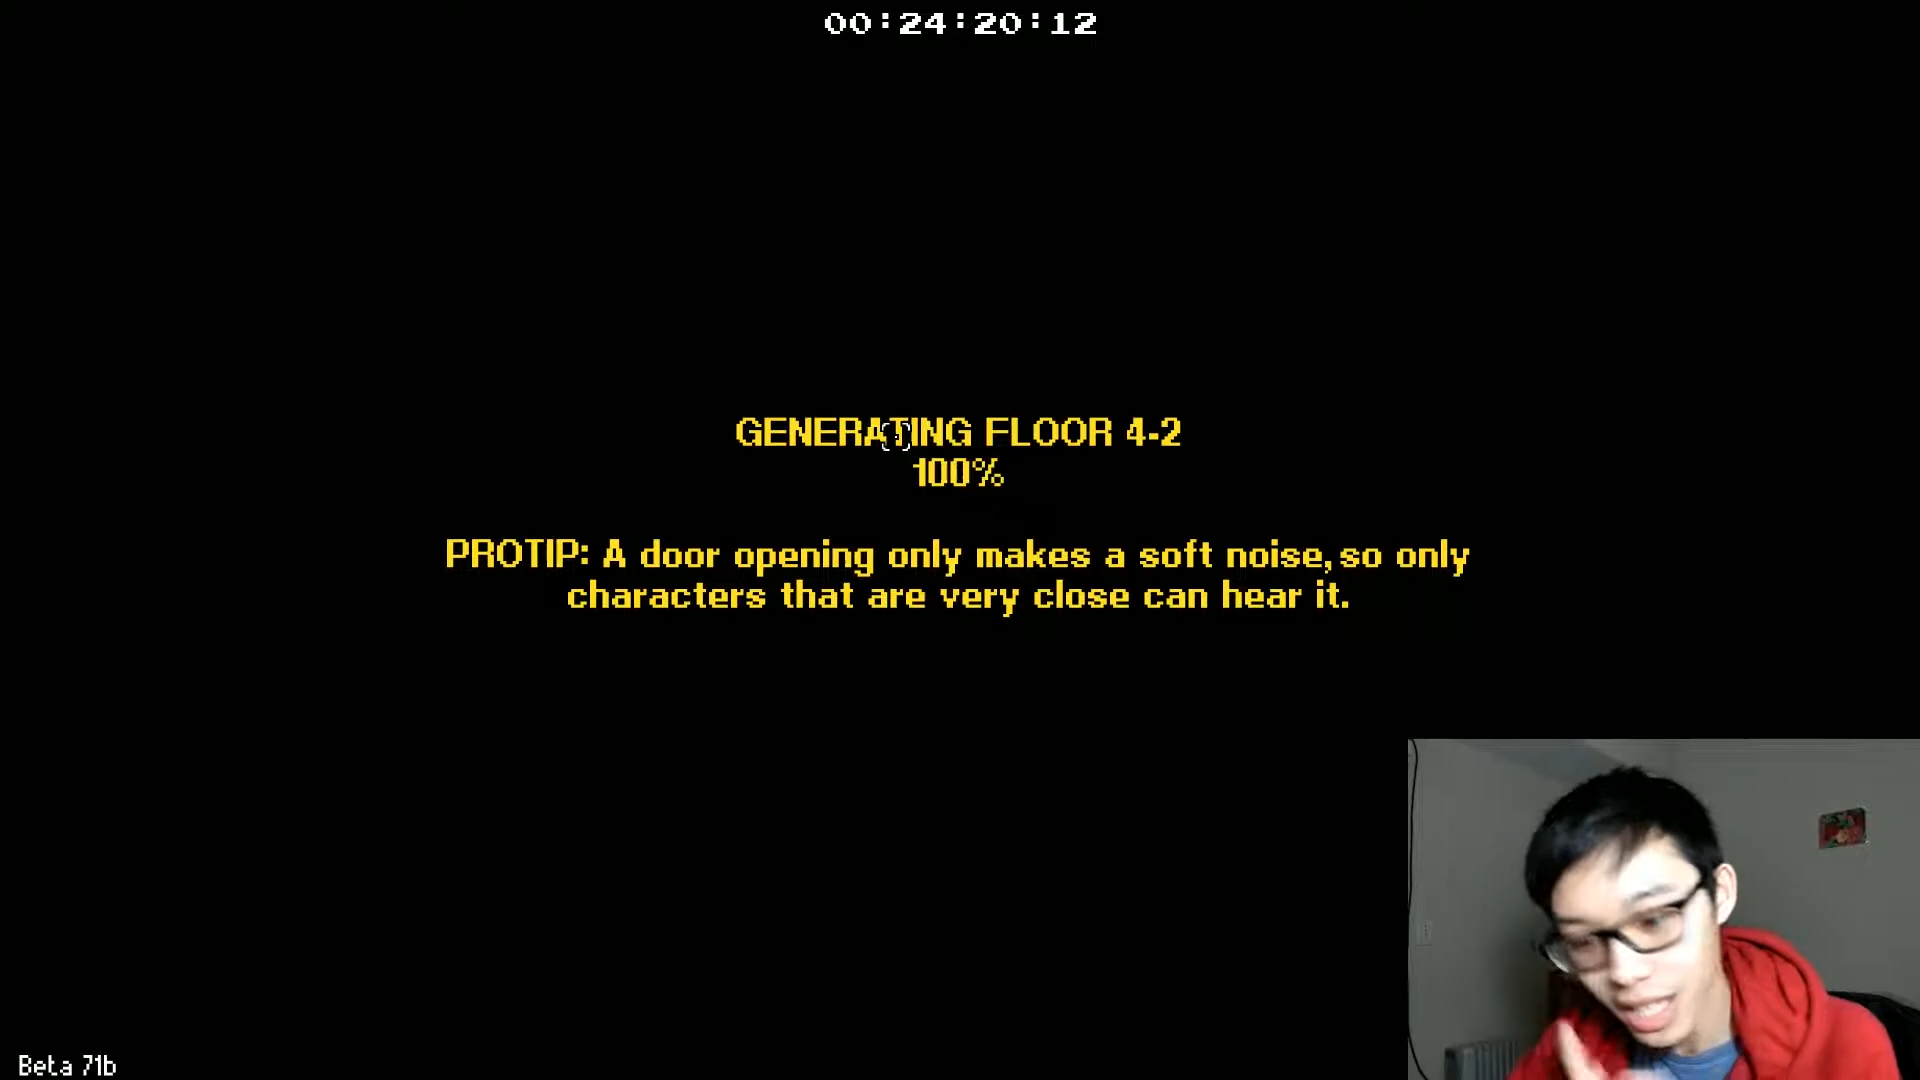 00:24:20:12
GENERATING FLOOR 4-2
100%
PROTIP: A door opening only makes a soft noise, so only
characters that are very close can hear it.
Beta 71b